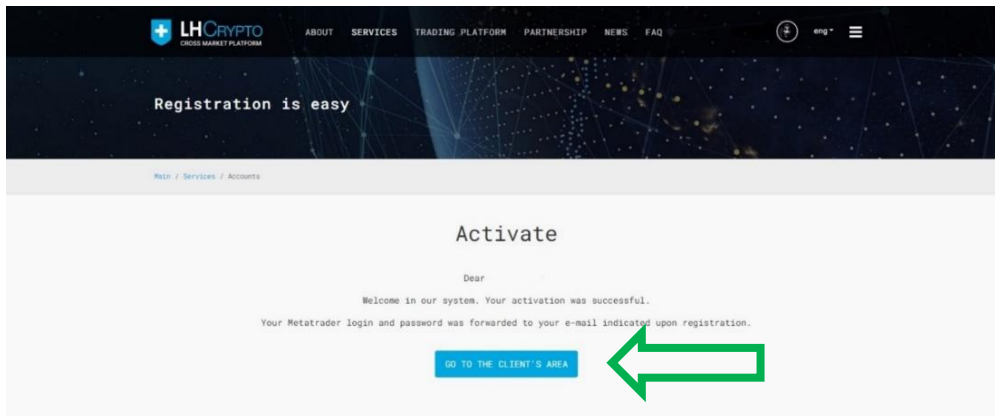 LHCRYPTO
CROSS MARKET PLATFORM
ABOUT SERVICES TRADING PLATFORM PARTNERSHIP NEWS FAQ eng
Registration is easy
Main / Services / Accounts
Activate
Dear
Welcome in our system. Your activation was successful.
Your Metatrader login and password was forwarded to your e-mail indicated upon registration.
GO TO THE CLIENT'S AREA